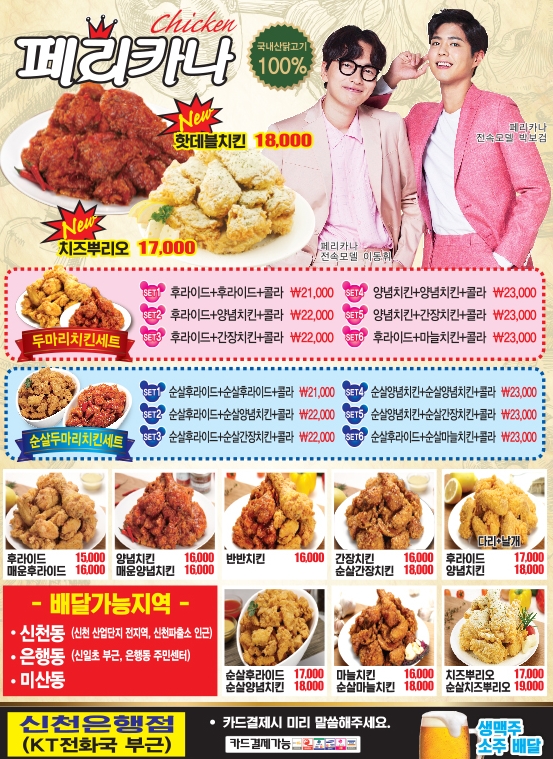 Chicken
페리카나
국내산닭고기
100%
New
핫데블치킨 18,000
New
치즈뿌리오 17,000
페리카나
전속모델 박보검
페리카나
전속모델 이동휘
두마리치킨세트
SET1 후라이드+후라이드+콜라 ₩21,000
SET2 후라이드+양념치킨+콜라 ₩22,000
SET3 후라이드+간장치킨+콜라 ₩22,000
SET4 양념치킨+양념치킨+콜라 ₩23,000
SET5 양념치킨+간장치킨+콜라 ₩23,000
SET6 후라이드+마늘치킨+콜라 ₩23,000
순살두마리치킨세트
SET1 순살후라이드+순살후라이드+콜라 ₩21,000
SET2 순살후라이드+순살양념치킨+콜라 ₩22,000
SET3 순살후라이드+순살간장치킨+콜라 ₩22,000
SET4 순살양념치킨+순살양념치킨+콜라 ₩23,000
SET5 순살양념치킨+순살간장치킨+콜라 ₩23,000
SET6 순살후라이드+순살마늘치킨+콜라 ₩23,000
후라이드 15,000
매운후라이드 16,000
양념치킨 16,000
매운양념치킨 16,000
반반치킨 16,000
간장치킨 16,000
순살간장치킨 18,000
다리+날개
후라이드 17,000
양념치킨 18,000
- 배달가능지역 -
• 신천동 (신천 산업단지 전지역, 신천파출소 인근)
• 은행동 (신일초 부근, 은행동 주민센터)
• 미산동
순살후라이드 17,000
순살양념치킨 18,000
마늘치킨 16,000
순살마늘치킨 18,000
치즈뿌리오 17,000
순살치즈뿌리오 19,000
신천은행점
(KT전화국 부근)
• 카드결제시 미리 말씀해주세요.
카드결제가능
생맥주
소주 배달